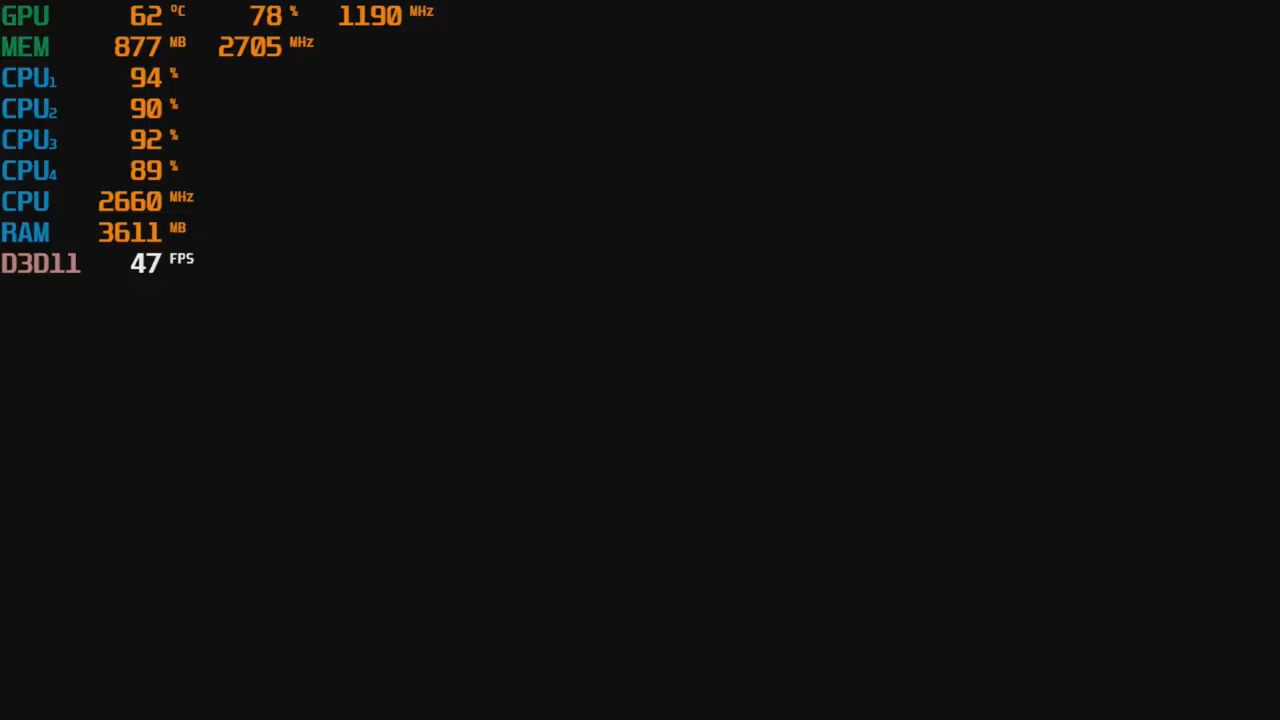 GPU 62 °C 78 % 1190 MHz
MEM 877 MB 2705 MHz
CPU1 94 %
CPU2 90 %
CPU3 92 %
CPU4 89 %
CPU 2660 MHz
RAM 3611 MB
D3D11 47 FPS